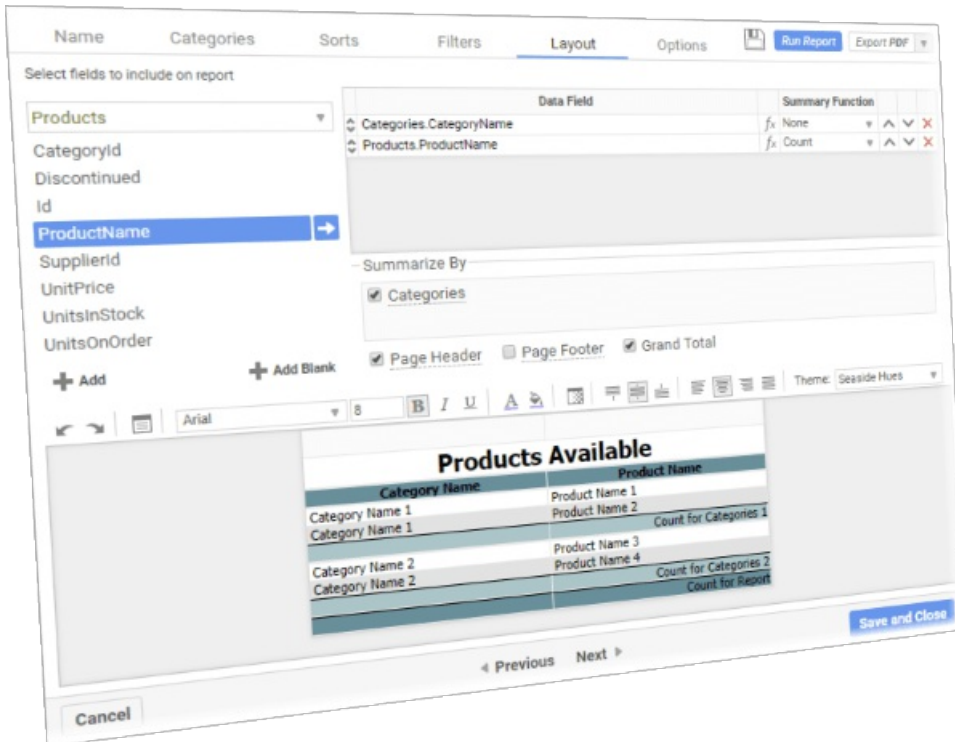 Name Categories Sorts Filters Layout Options Run Report Export PDF
Select fields to include on report
Products
CategoryId
Discontinued
Id
ProductName
SupplierId
UnitPrice
UnitsInStock
UnitsOnOrder
Add Add Blank
Data Field Summary Function
Categories.CategoryName fx None
Products.ProductName fx Count
Summarize By
Categories
Page Header Page Footer Grand Total
Arial 8 B I U A Theme: Seaside Hues
Products Available
Category Name Product Name
Category Name 1 Product Name 1
Category Name 1 Product Name 2
Count for Categories 1
Category Name 2 Product Name 3
Category Name 2 Product Name 4
Count for Categories 2
Count for Report
Save and Close
Previous Next
Cancel